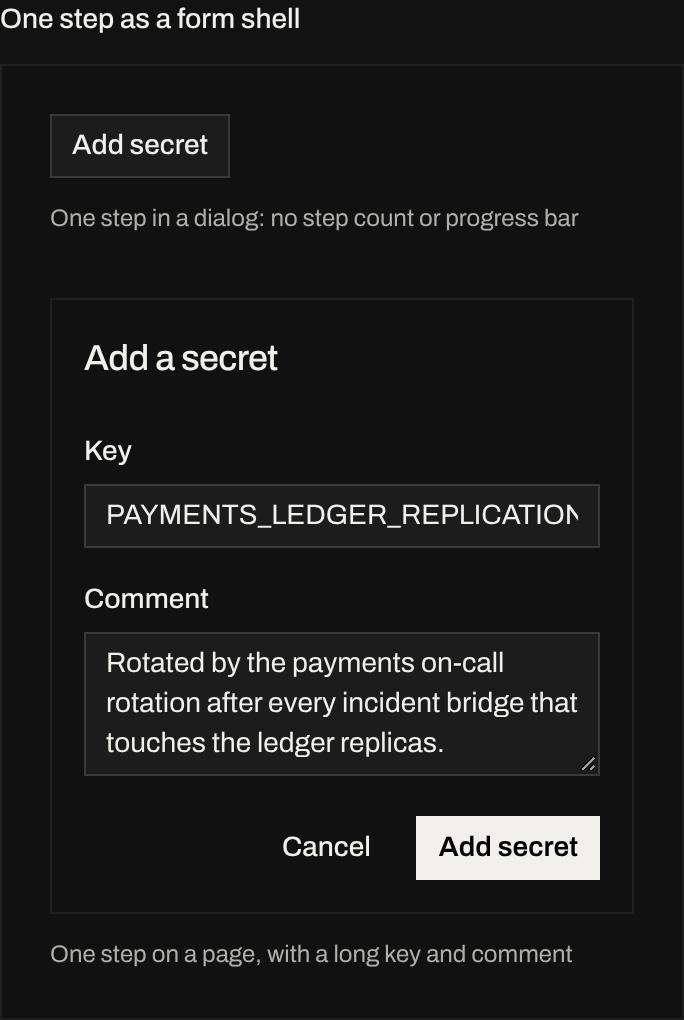 One step as a form shell
Add secret
One step in a dialog: no step count or progress bar
Add a secret
Key
PAYMENTS_LEDGER_REPLICATION
Comment
Rotated by the payments on-call
rotation after every incident bridge that
touches the ledger replicas.
Cancel
Add secret
One step on a page, with a long key and comment